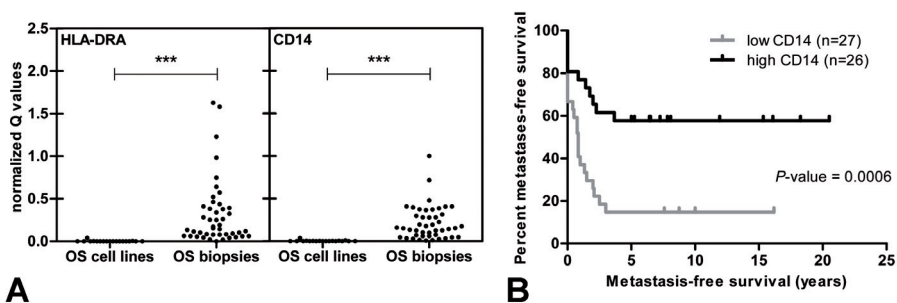 HLA-DRA
CD14
***
***
normalized Q values
2.5
2.0
1.5
1.0
0.5
0.0
OS cell lines
OS biopsies
OS cell lines
OS biopsies
A
low CD14 (n=27)
high CD14 (n=26)
P-value = 0.0006
Percent metastases-free survival
100
80
60
40
20
0
0
5
10
15
20
25
Metastasis-free survival (years)
B